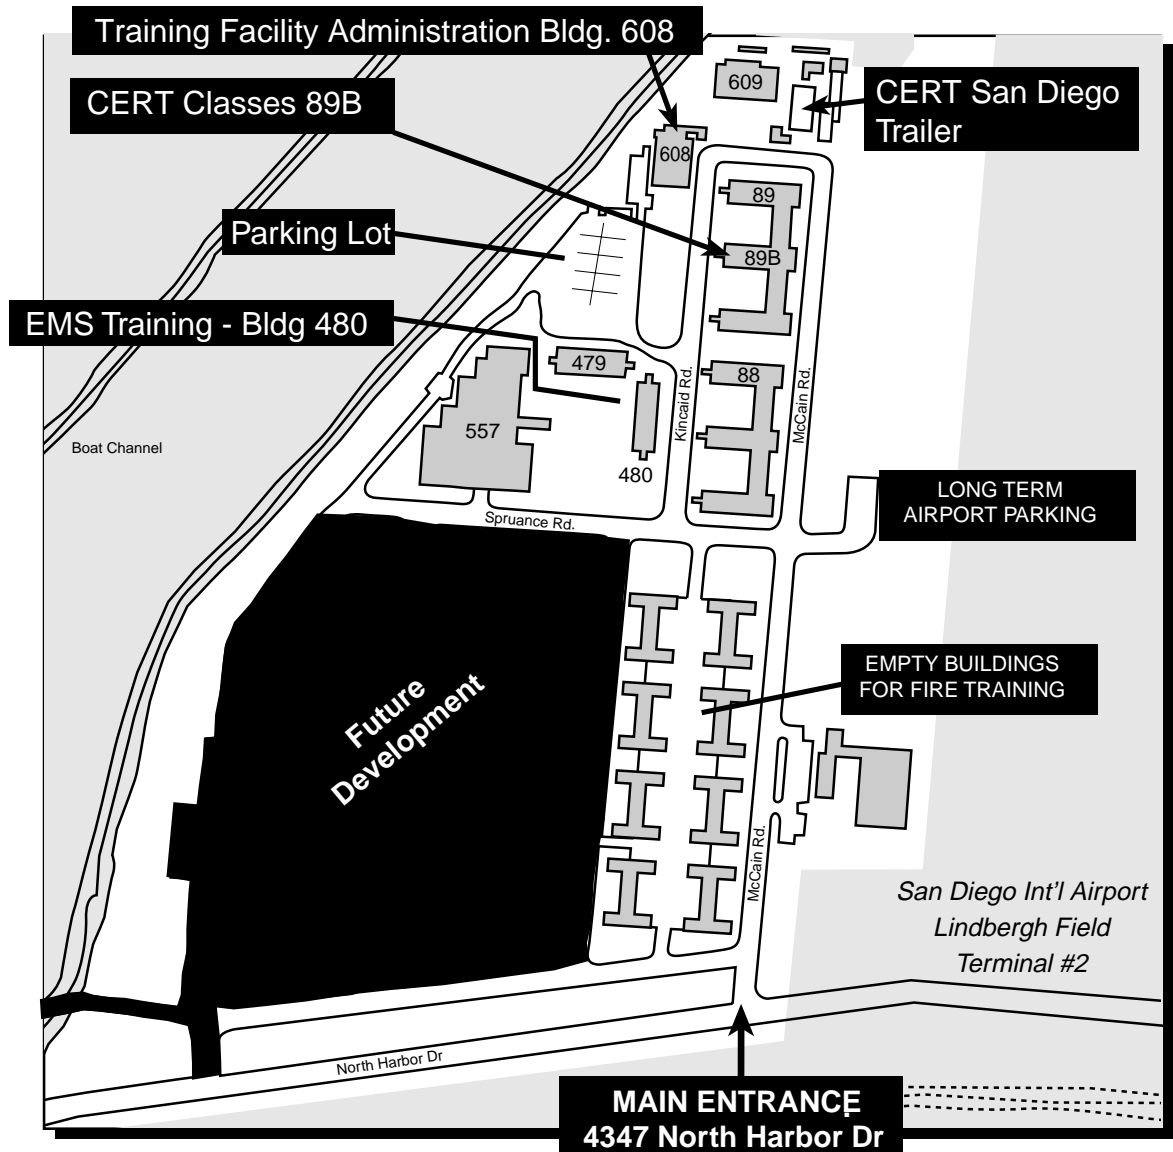 Training Facility Administration Bldg. 608
CERT Classes 89B
609
CERT San Diego
Trailer
608
89
Parking Lot
89B
EMS Training - Bldg 480
479
88
Kincaid Rd.
McCain Rd.
557
Boat Channel
480
LONG TERM
AIRPORT PARKING
Spruance Rd.
EMPTY BUILDINGS
FOR FIRE TRAINING
Future
Development
McCain Rd.
San Diego Int'l Airport
Lindbergh Field
Terminal #2
North Harbor Dr
MAIN ENTRANCE
4347 North Harbor Dr